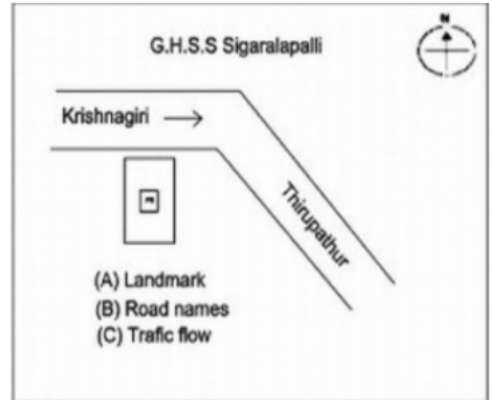 N
G.H.S.S Sigaralapalli
Krishnagiri
Thirupathur
(A) Landmark
(B) Road names
(C) Trafic flow